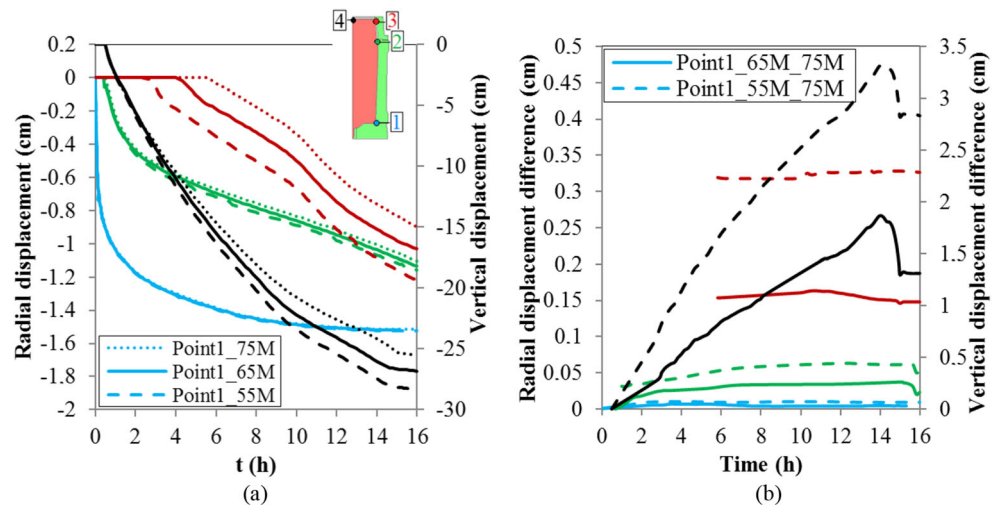 4
3
2
1
0.2
0
-0.2
-0.4
-0.6
-0.8
-1
-1.2
-1.4
-1.6
-1.8
-2
Radial displacement (cm)
0
-5
-10
-15
-20
-25
-30
Vertical displacement (cm)
Point1_75M
Point1_65M
Point1_55M
0 2 4 6 8 10 12 14 16
t (h)
(a)
0.5
0.45
0.4
0.35
0.3
0.25
0.2
0.15
0.1
0.05
0
Radial displacement difference (cm)
3.5
3
2.5
2
1.5
1
0.5
0
Vertical displacement difference (cm)
Point1_65M_75M
Point1_55M_75M
0 2 4 6 8 10 12 14 16
Time (h)
(b)